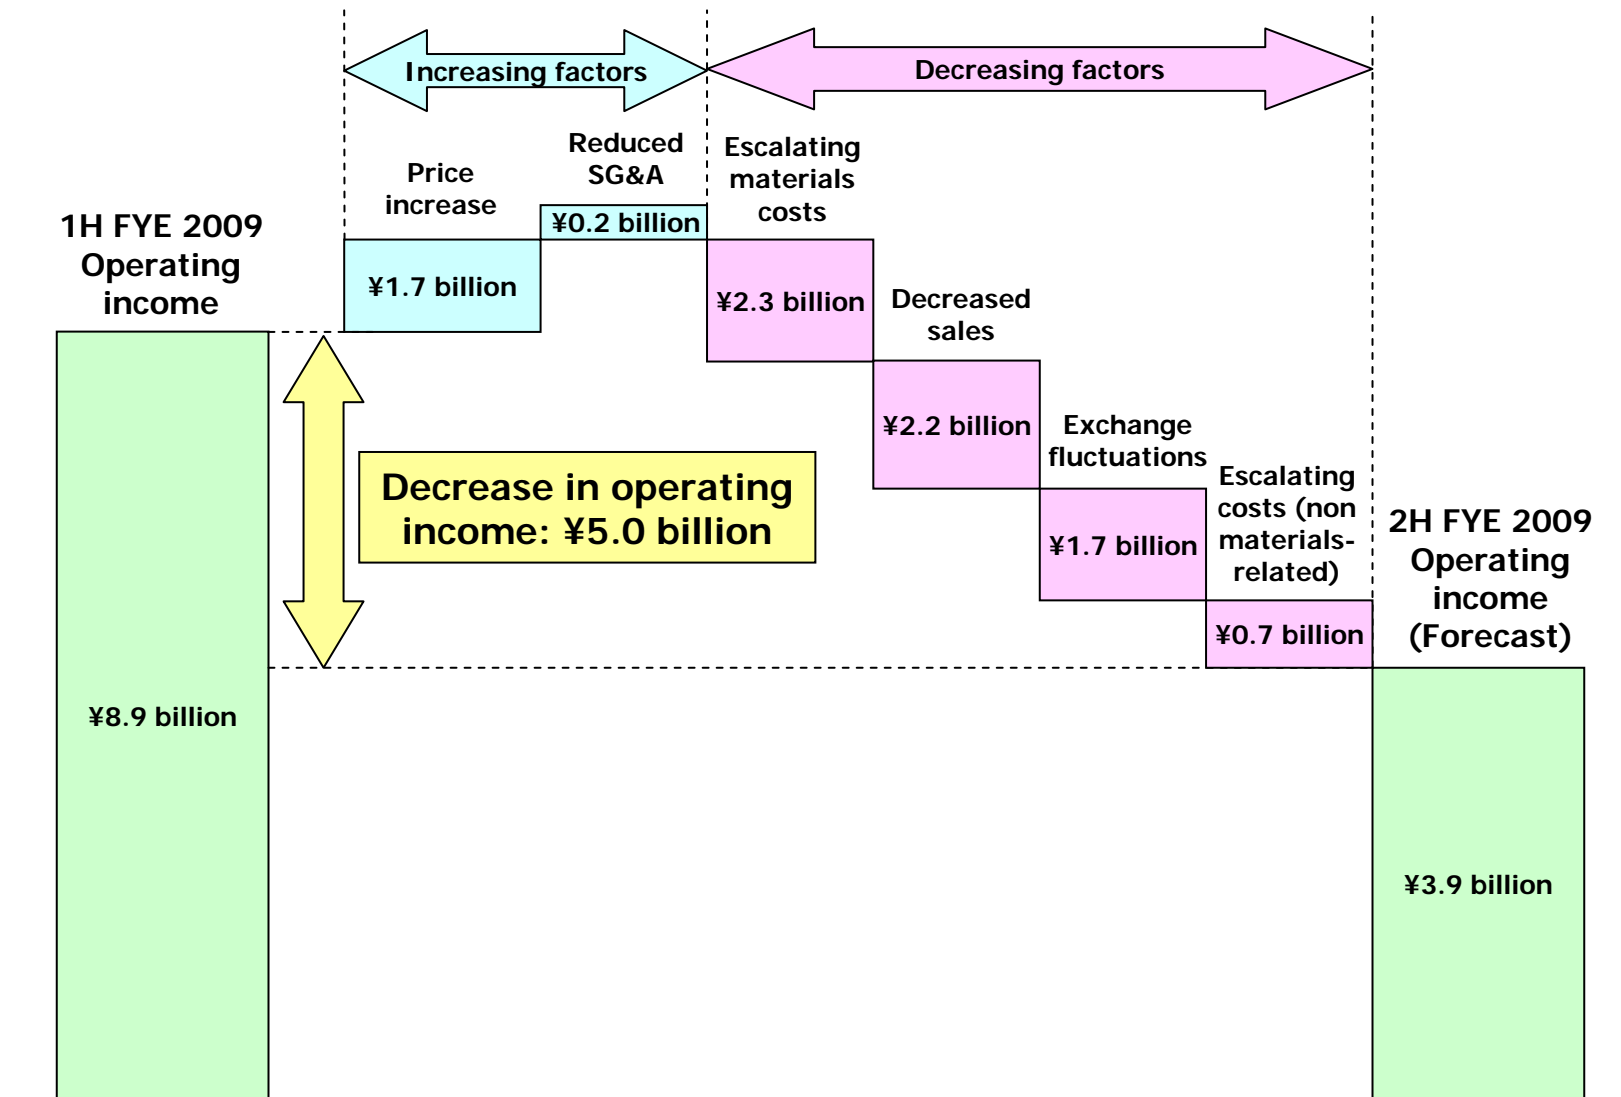 Increasing factors
Decreasing factors
Price
increase
Reduced
SG&A
Escalating
materials
costs
1H FYE 2009
Operating
income
¥0.2 billion
¥1.7 billion
¥2.3 billion
Decreased
sales
¥2.2 billion
Exchange
fluctuations
Decrease in operating
income: ¥5.0 billion
Escalating
costs (non
materials-
related)
¥1.7 billion
¥0.7 billion
2H FYE 2009
Operating
income
(Forecast)
¥8.9 billion
¥3.9 billion